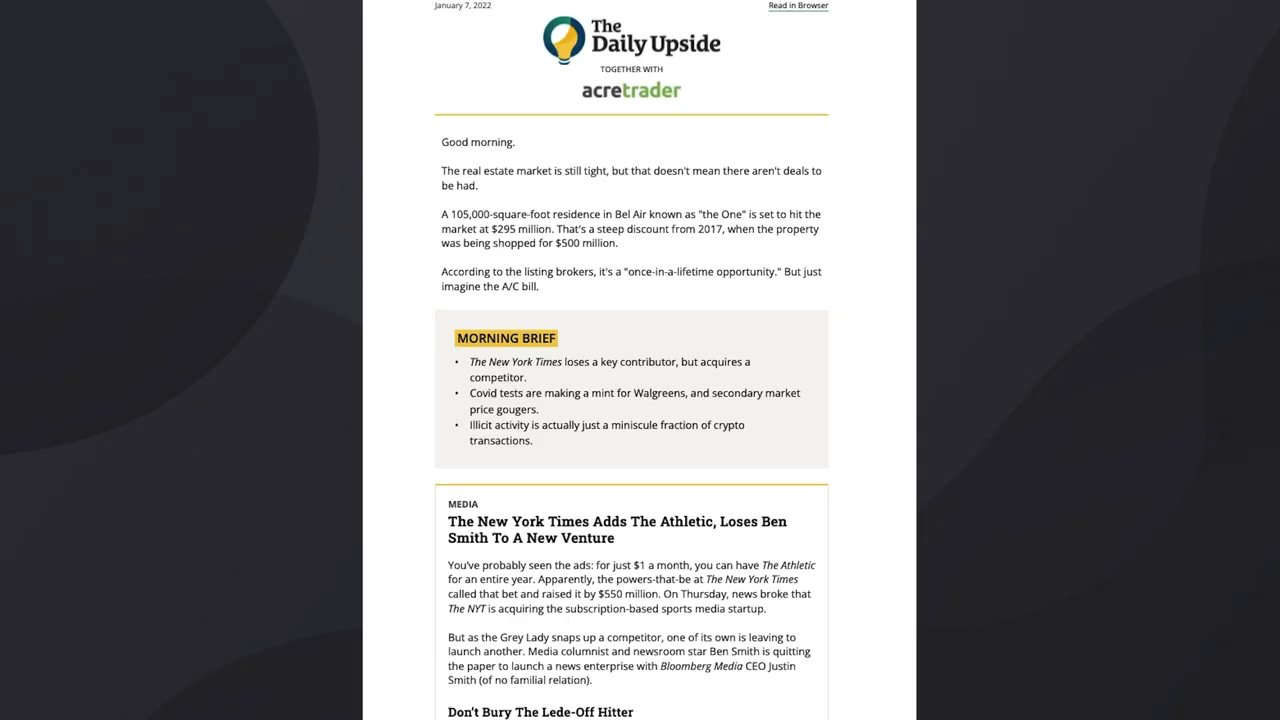 January 7, 2022
Read in Browser
The
Daily Upside
TOGETHER WITH
acretrader
Good morning.
The real estate market is still tight, but that doesn't mean there aren't deals to
be had.
A 105,000-square-foot residence in Bel Air known as "the One" is set to hit the
market at $295 million. That's a steep discount from 2017, when the property
was being shopped for $500 million.
According to the listing brokers, it's a "once-in-a-lifetime opportunity." But just
imagine the A/C bill.
MORNING BRIEF
• The New York Times loses a key contributor, but acquires a
competitor.
• Covid tests are making a mint for Walgreens, and secondary market
price gougers.
• Illicit activity is actually just a miniscule fraction of crypto
transactions.
MEDIA
The New York Times Adds The Athletic, Loses Ben
Smith To A New Venture
You've probably seen the ads: for just $1 a month, you can have The Athletic
for an entire year. Apparently, the powers-that-be at The New York Times
called that bet and raised it by $550 million. On Thursday, news broke that
The NYT is acquiring the subscription-based sports media startup.
But as the Grey Lady snaps up a competitor, one of its own is leaving to
launch another. Media columnist and newsroom star Ben Smith is quitting
the paper to launch a news enterprise with Bloomberg Media CEO Justin
Smith (of no familial relation).
Don't Bury The Lede-Off Hitter